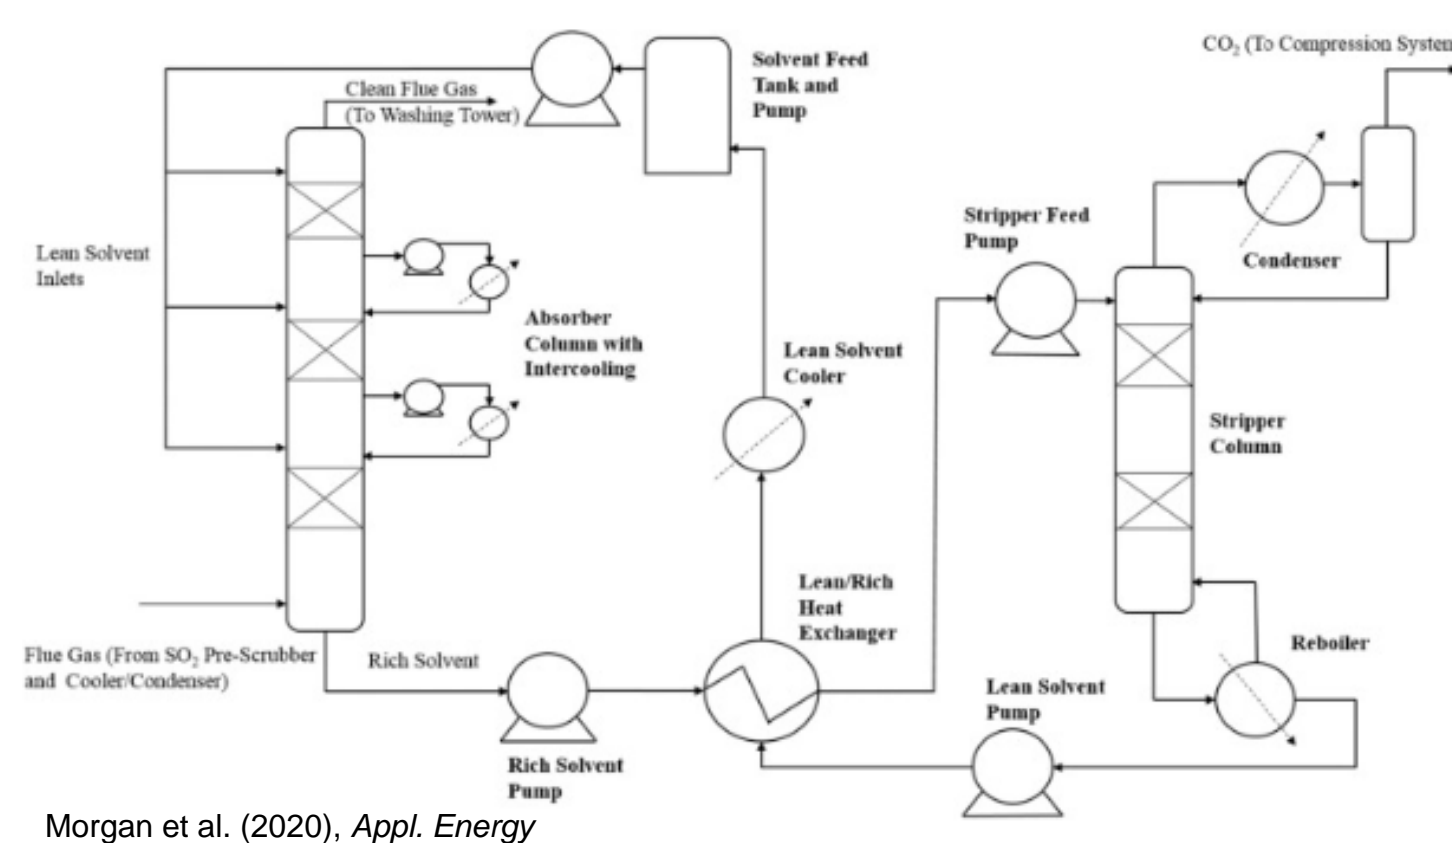 CO₂ (To Compression System
Solvent Feed
Tank and
Pump
Clean Flue Gas
(To Washing Tower)
Stripper Feed
Pump
Lean Solvent
Inlets
Condenser
Absorber
Column with
Intercooling
Lean Solvent
Cooler
Stripper
Column
Lean/Rich
Heat
Exchanger
Reboiler
Flue Gas (From SO₂ Pre-Scrubber
and Cooler/Condenser)
Rich Solvent
Lean Solvent
Pump
Rich Solvent
Pump
Morgan et al. (2020), Appl. Energy